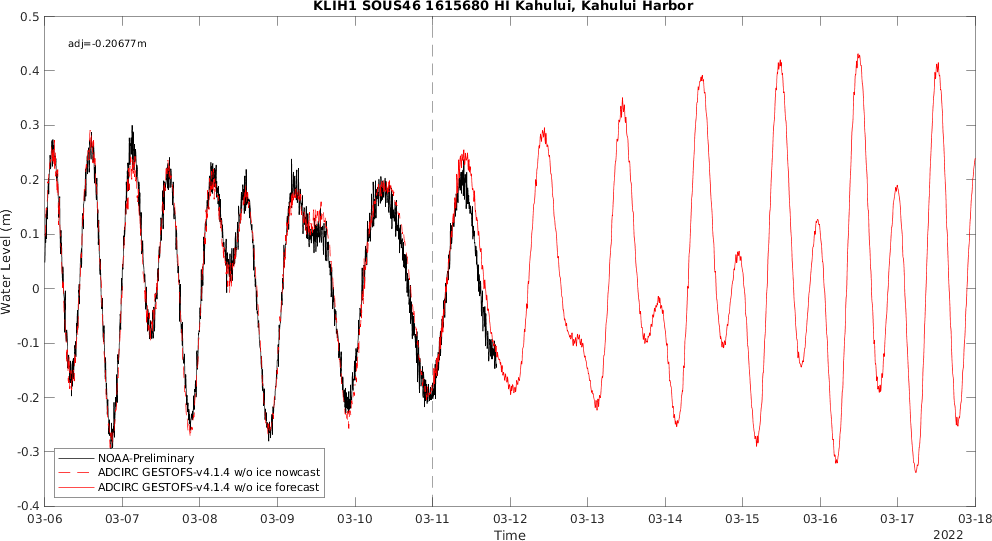 KLIH1 SOUS46 1615680 HI Kahului, Kahului Harbor
0.5
adj=-0.20677m
0.4
0.3
0.2
0.1
0
-0.1
-0.2
-0.3
-0.4
Water Level (m)
NOAA-Preliminary
ADCIRC GESTOFS-v4.1.4 w/o ice nowcast
ADCIRC GESTOFS-v4.1.4 w/o ice forecast
03-06 03-07 03-08 03-09 03-10 03-11 03-12 03-13 03-14 03-15 03-16 03-17 03-18
Time
2022